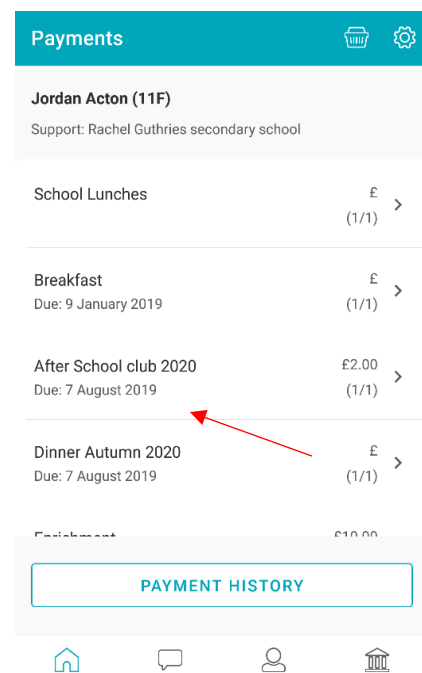 Payments
Jordan Acton (11F)
Support: Rachel Guthries secondary school
School Lunches £
(1/1)
Breakfast £
Due: 9 January 2019 (1/1)
After School club 2020 £2.00
Due: 7 August 2019 (1/1)
Dinner Autumn 2020 £
Due: 7 August 2019 (1/1)
Enrichment £10.00
PAYMENT HISTORY